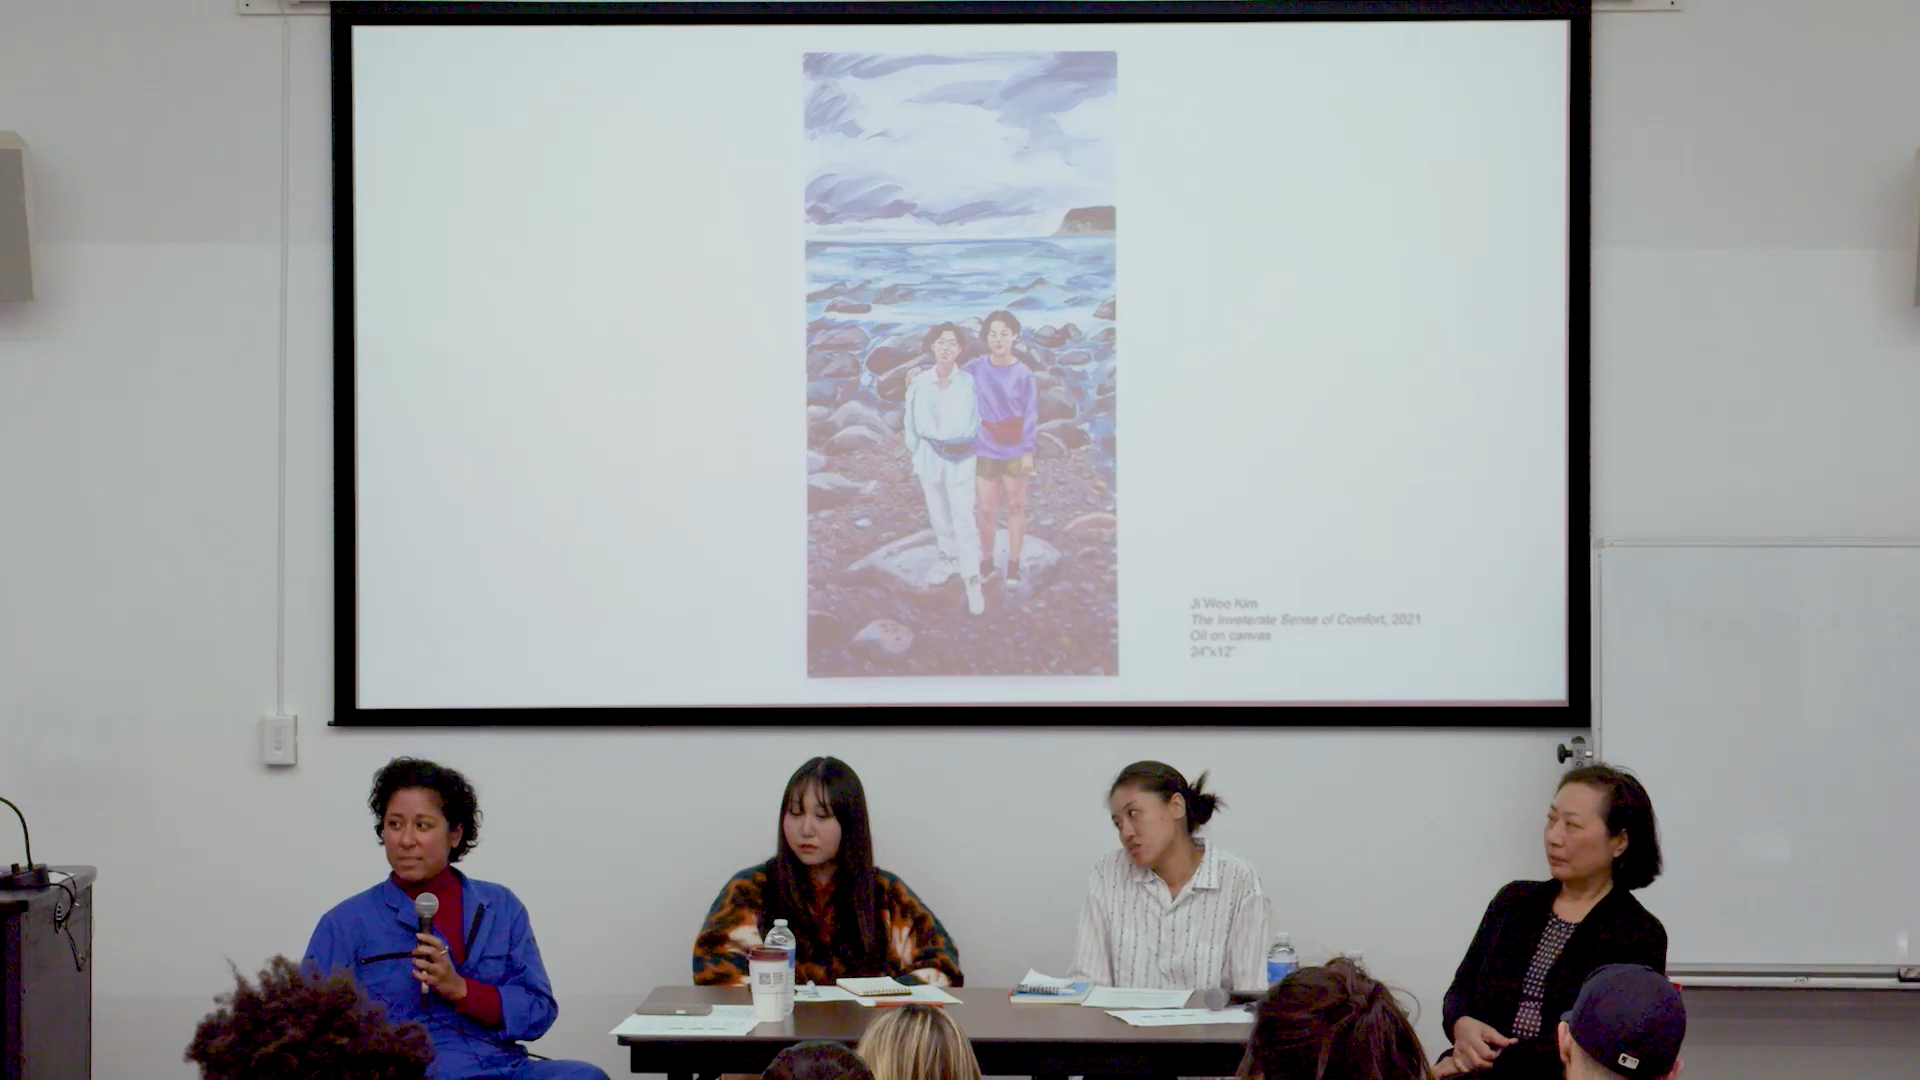 Ji Woo Kim
The Inveterate Sense of Comfort, 2021
Oil on canvas
24"x12"